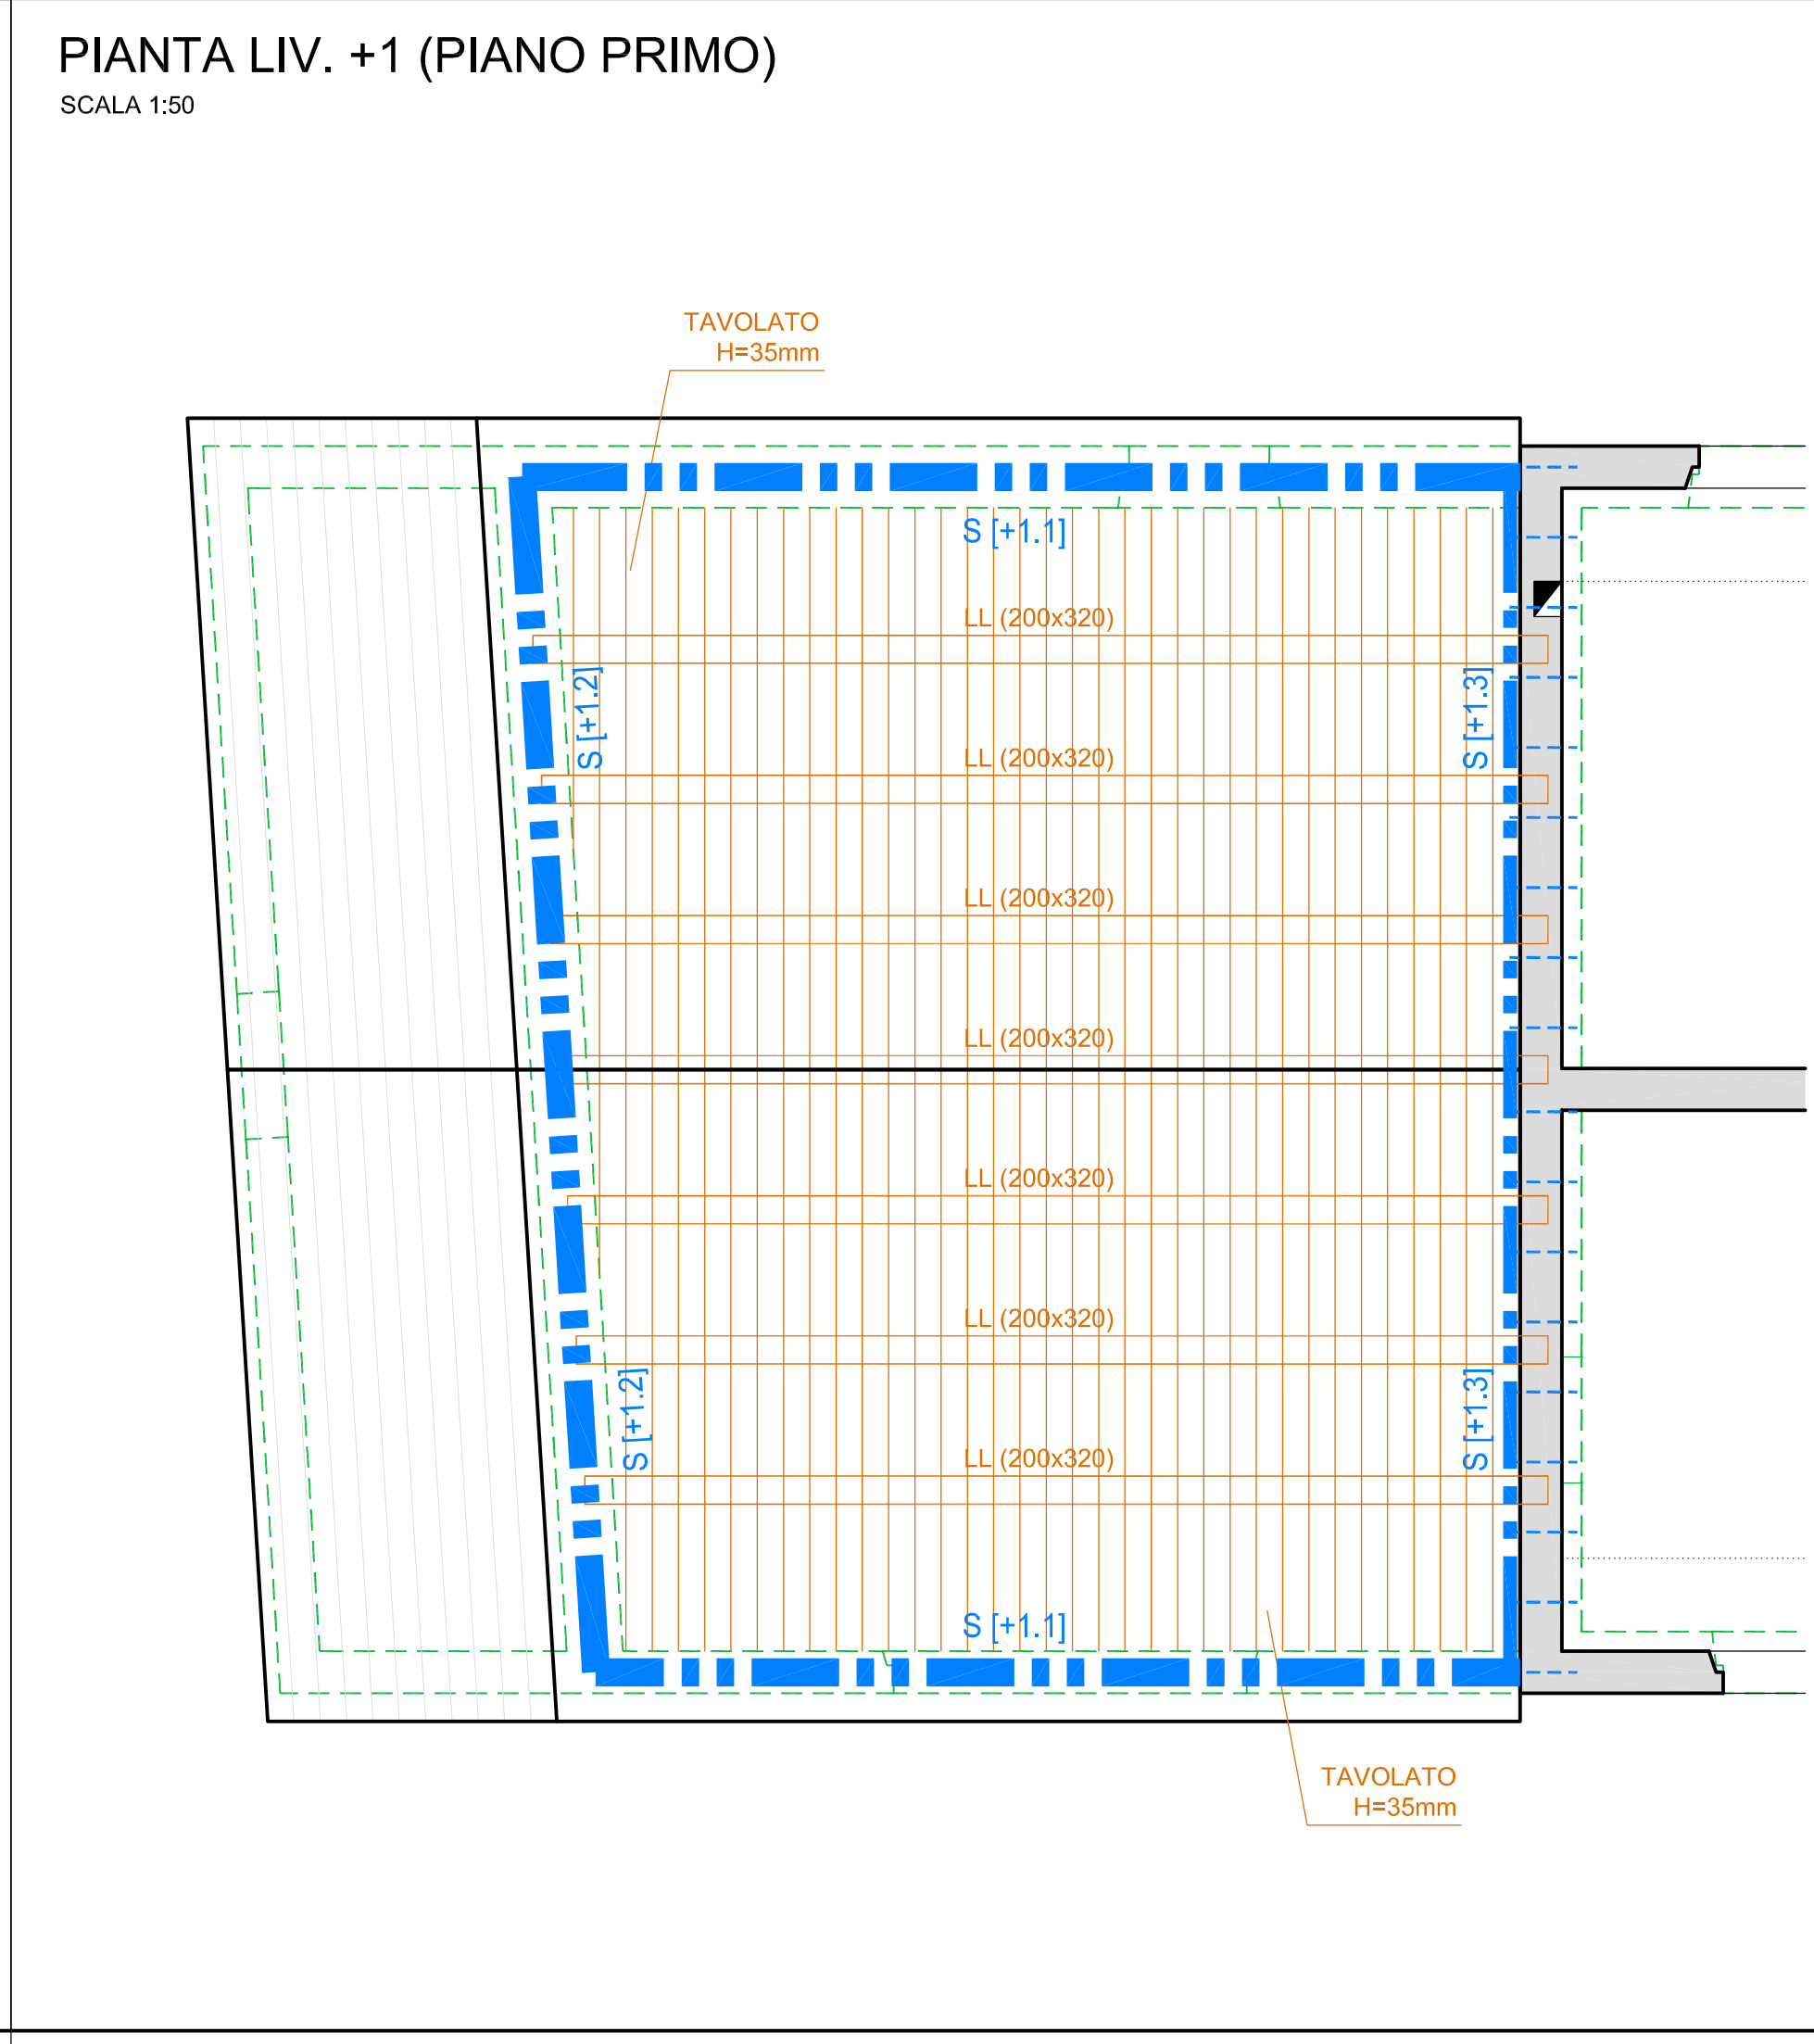 PIANTA LIV. +1 (PIANO PRIMO)
SCALA 1:50
TAVOLATO
H=35mm
S [+1.1]
LL (200x320)
S [+1.2]
S [+1.3]
LL (200x320)
LL (200x320)
LL (200x320)
LL (200x320)
LL (200x320)
S [+1.2]
S [+1.3]
LL (200x320)
S [+1.1]
TAVOLATO
H=35mm